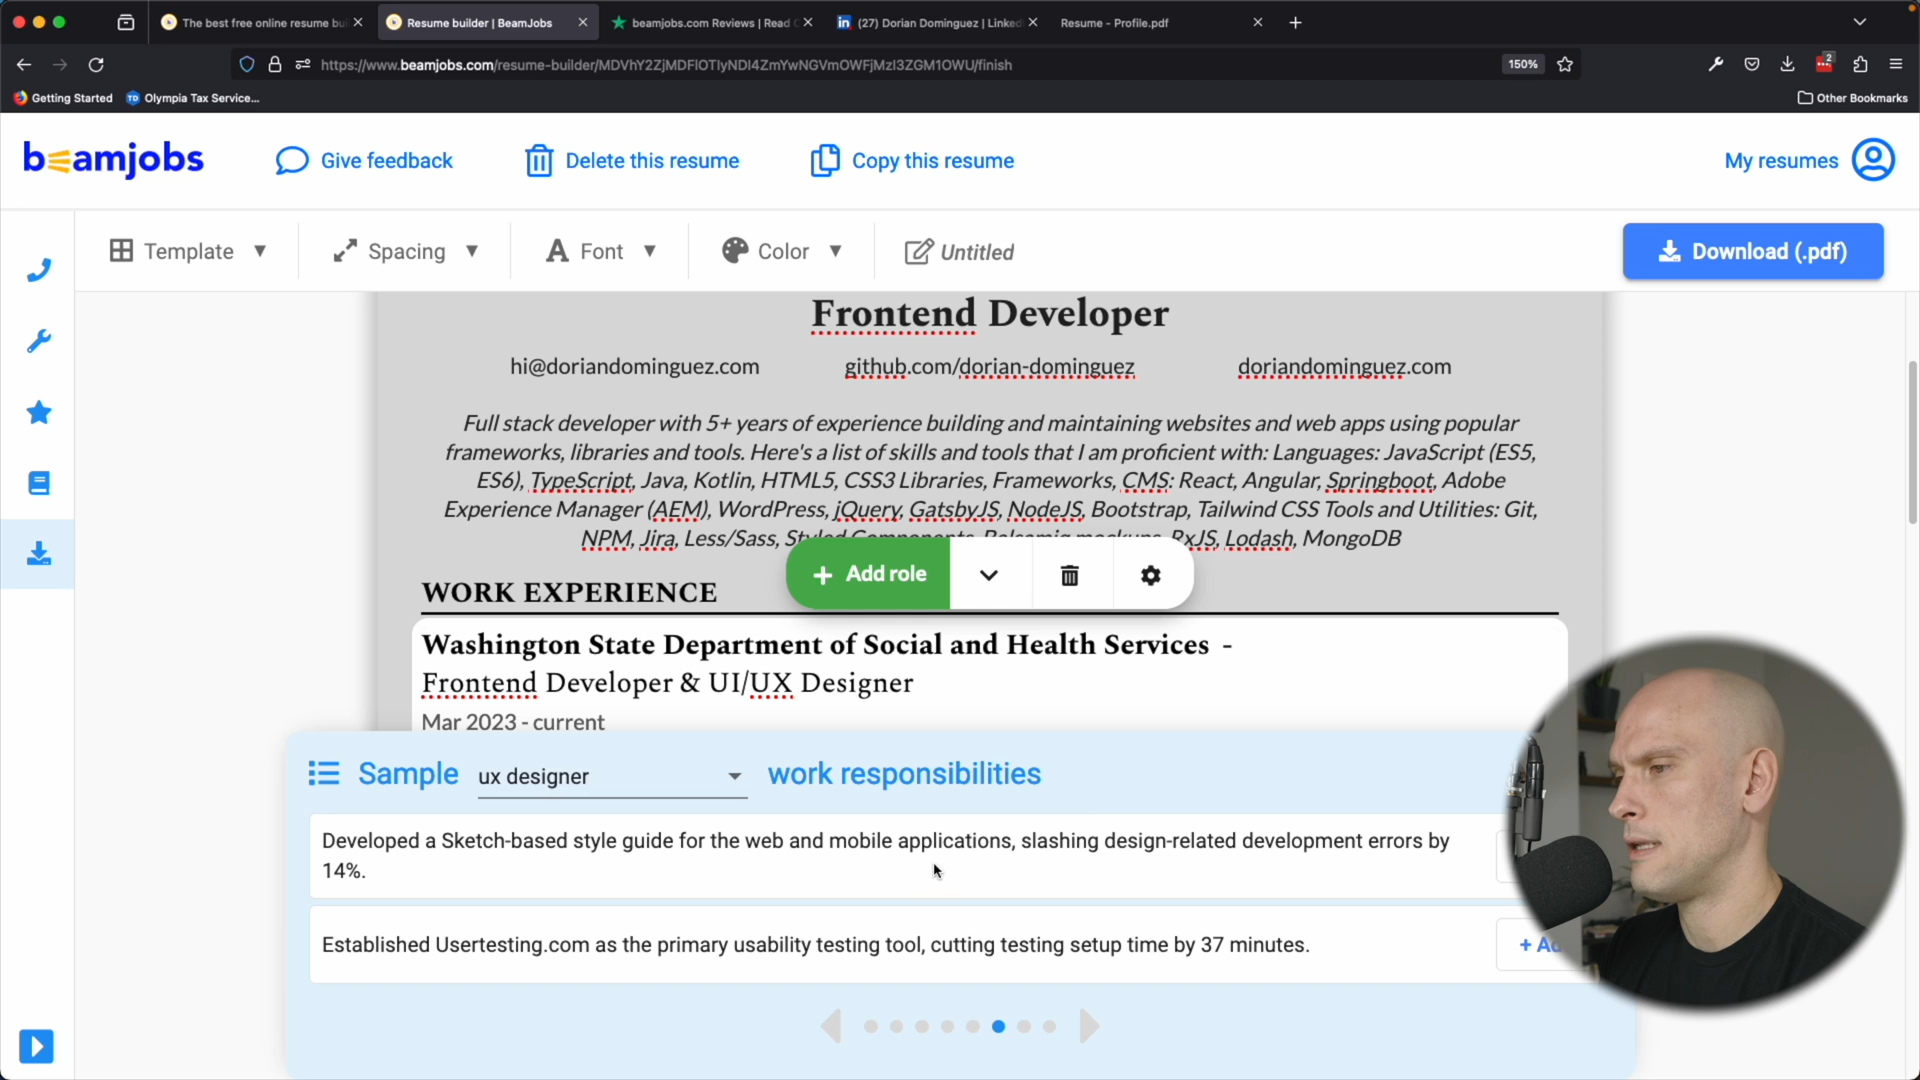 The best free online resume bu
Resume builder | BeamJobs
beamjobs.com Reviews | Read
(27) Dorian Dominguez | Linked
Resume - Profile.pdf
https://www.beamjobs.com/resume-builder/MDVhY2ZjMDFlOTIyNDI4ZmYwNGVmOWFjMzI3ZGM1OWU/finish
150%
2
Getting Started
Olympia Tax Service...
Other Bookmarks
beamjobs
Give feedback
Delete this resume
Copy this resume
My resumes
Template
Spacing
Font
Color
Untitled
Download (.pdf)
Frontend Developer
hi@doriandominguez.com
github.com/dorian-dominguez
doriandominguez.com
Full stack developer with 5+ years of experience building and maintaining websites and web apps using popular
frameworks, libraries and tools. Here's a list of skills and tools that I am proficient with: Languages: JavaScript (ES5,
ES6), TypeScript, Java, Kotlin, HTML5, CSS3 Libraries, Frameworks, CMS: React, Angular, Springboot, Adobe
Experience Manager (AEM), WordPress, jQuery, GatsbyJS, NodeJS, Bootstrap, Tailwind CSS Tools and Utilities: Git,
NPM, Jira, Less/Sass, Styled Components, Balsamiq mockups, RxJS, Lodash, MongoDB
+ Add role
WORK EXPERIENCE
Washington State Department of Social and Health Services -
Frontend Developer & UI/UX Designer
Mar 2023 - current
Sample ux designer work responsibilities
Developed a Sketch-based style guide for the web and mobile applications, slashing design-related development errors by
14%.
Established Usertesting.com as the primary usability testing tool, cutting testing setup time by 37 minutes.